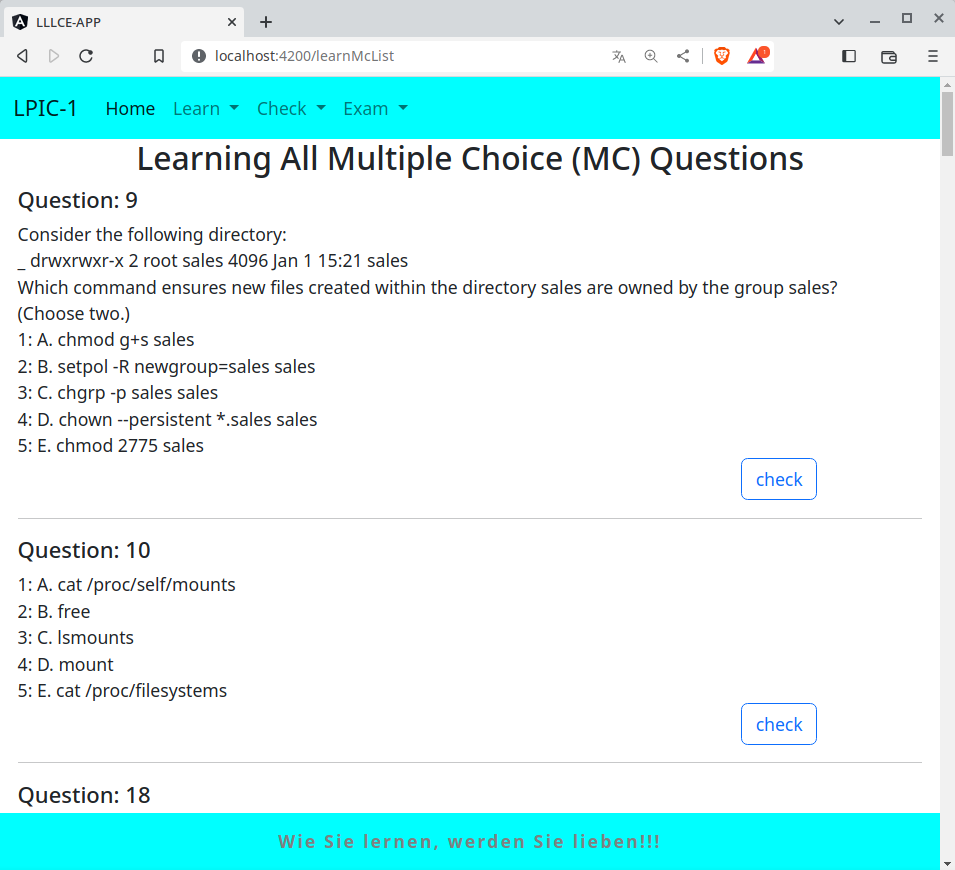 LLLCE-APP
localhost:4200/learnMcList
1
LPIC-1 Home Learn Check Exam
Learning All Multiple Choice (MC) Questions
Question: 9
Consider the following directory:
_ drwxrwxr-x 2 root sales 4096 Jan 1 15:21 sales
Which command ensures new files created within the directory sales are owned by the group sales?
(Choose two.)
1: A. chmod g+s sales
2: B. setpol -R newgroup=sales sales
3: C. chgrp -p sales sales
4: D. chown --persistent *.sales sales
5: E. chmod 2775 sales
check
Question: 10
1: A. cat /proc/self/mounts
2: B. free
3: C. lsmounts
4: D. mount
5: E. cat /proc/filesystems
check
Question: 18
Wie Sie lernen, werden Sie lieben!!!